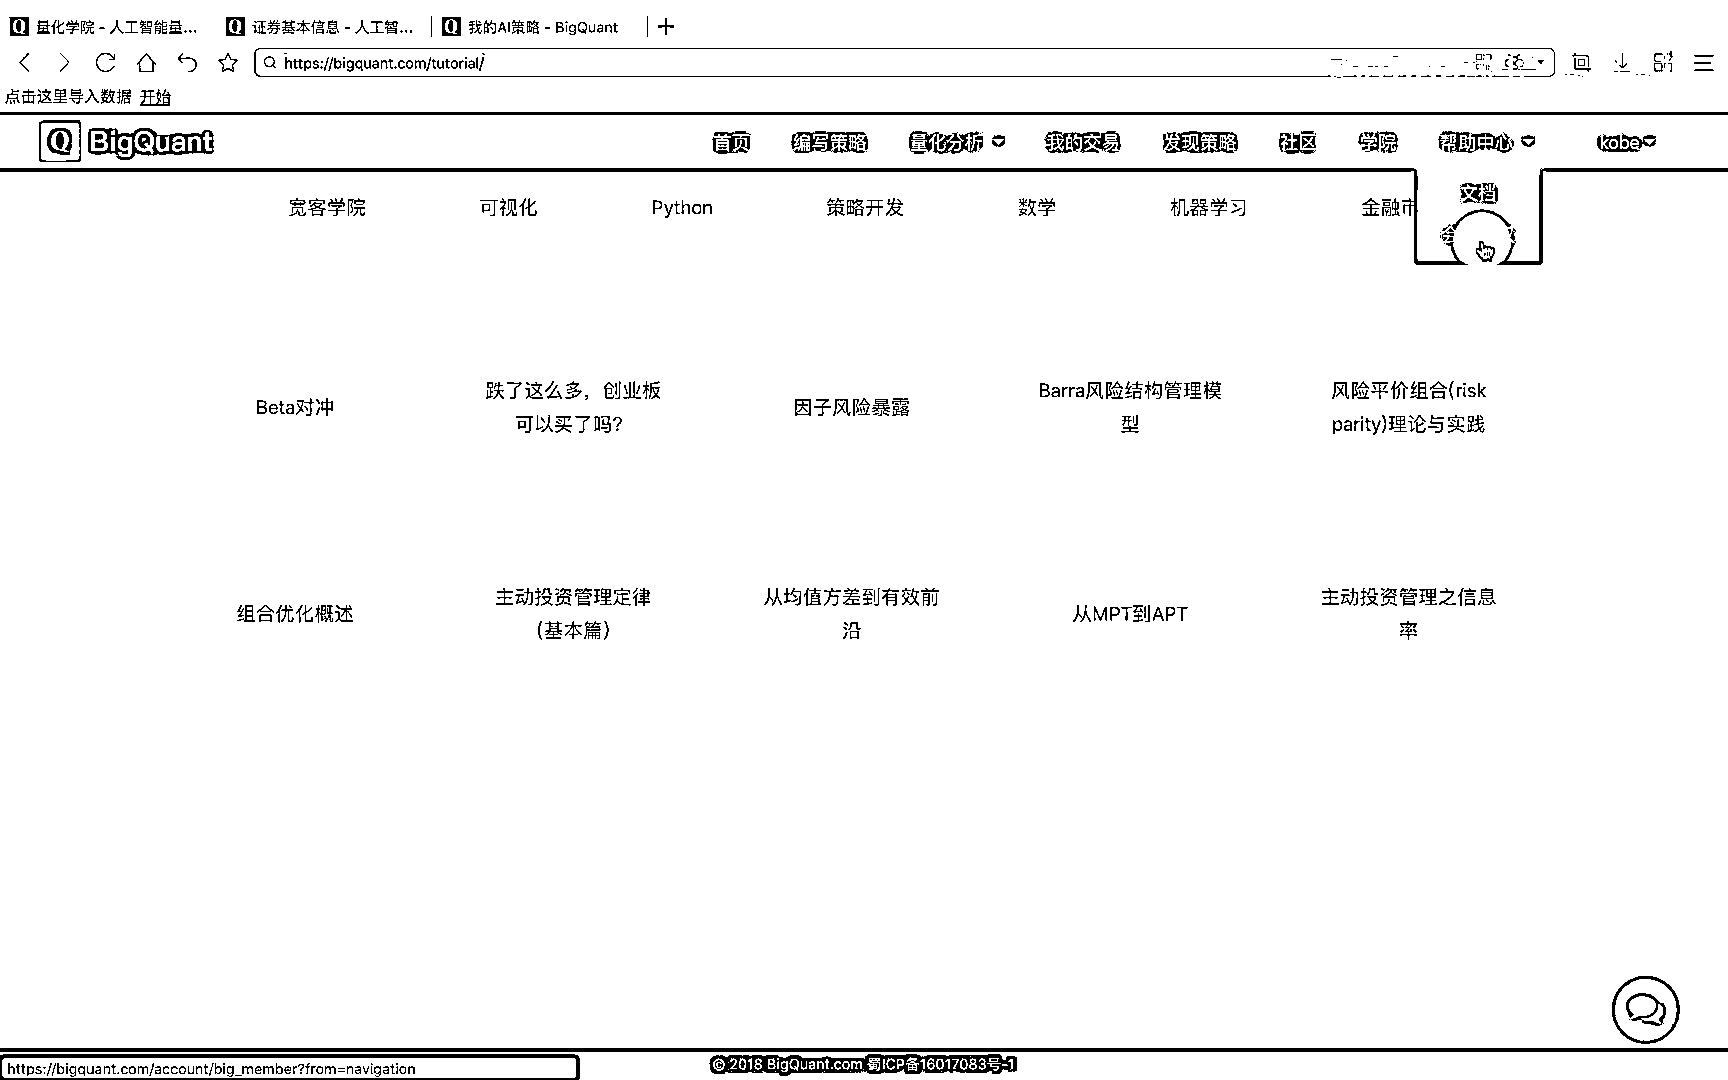 量化学院 - 人工智能量...
证券基本信息 - 人工智...
我的AI策略 - BigQuant
https://bigquant.com/tutorial/
点击这里导入数据 开始
BigQuant
首页 编写策略 量化分析 我的交易 发现策略 社区 学院 帮助中心 kobe
文档
宽客学院 可视化 Python 策略开发 数学 机器学习 金融市
Beta对冲
跌了这么多，创业板
可以买了吗？
因子风险暴露
Barra风险结构管理模
型
风险平价组合(risk
parity)理论与实践
组合优化概述
主动投资管理定律
（基本篇）
从均值方差到有效前
沿
从MPT到APT
主动投资管理之信息
率
https://bigquant.com/account/big_member?from=navigation
© 2018 BigQuant.com 蜀ICP备16017083号-1